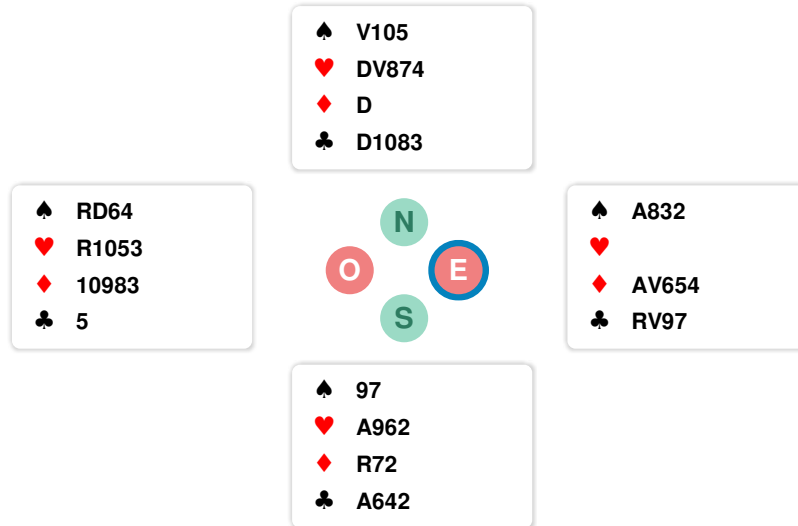 ♠ V105
♥ DV874
♦ D
♣ D1083
♠ RD64
♥ R1053
♦ 10983
♣ 5
N
O E
S
♠ A832
♥
♦ AV654
♣ RV97
♠ 97
♥ A962
♦ R72
♣ A642